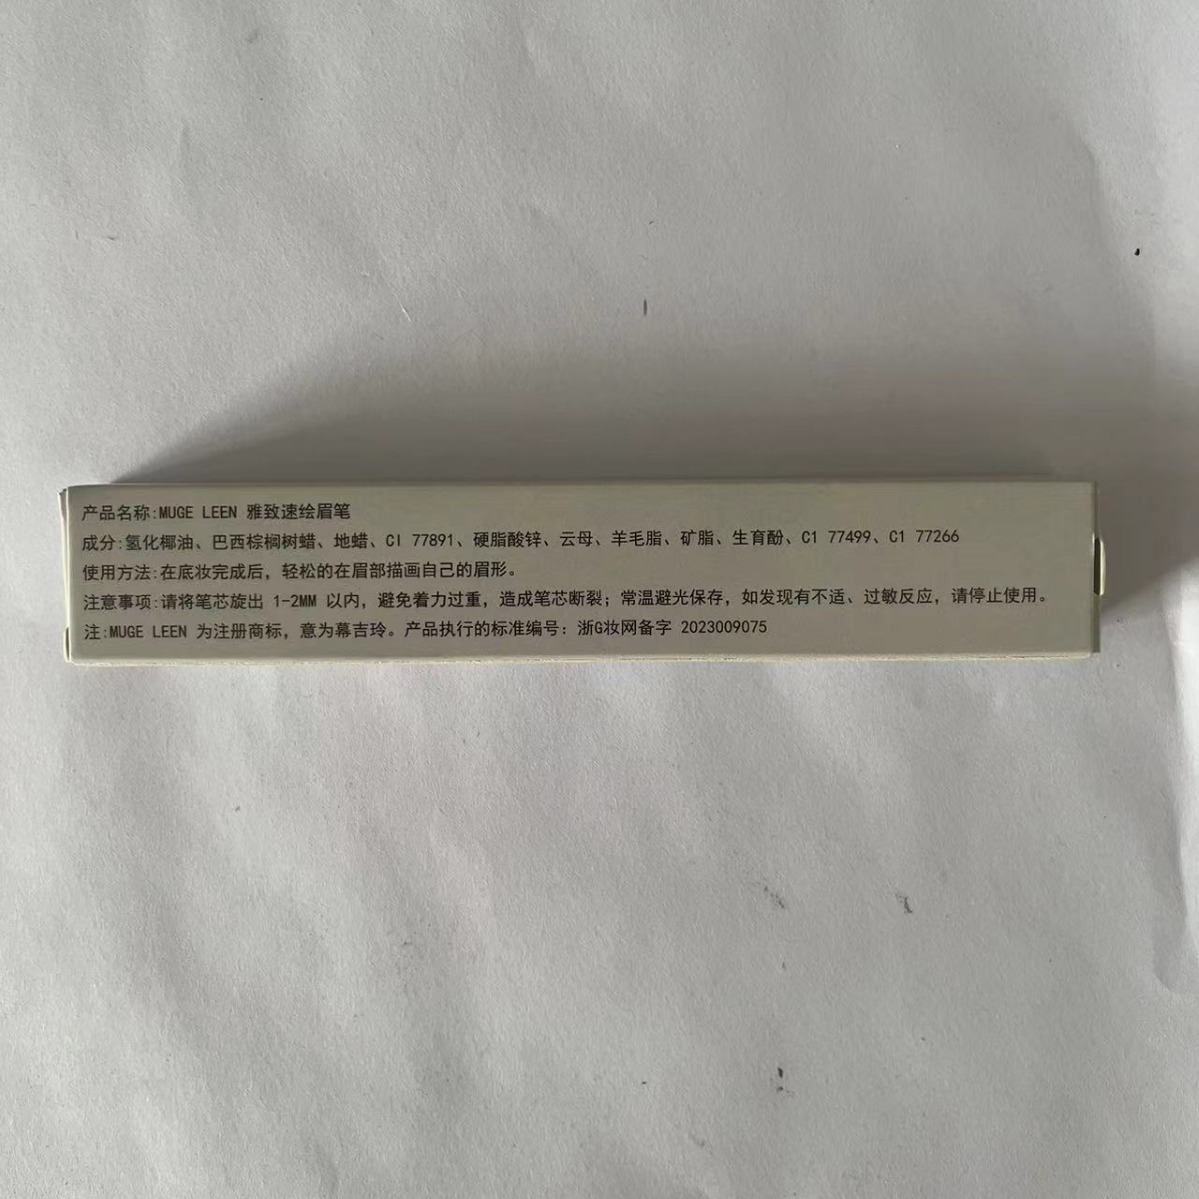 产品名称:MUGE LEEN 雅致速绘眉笔
成分:氢化椰油、巴西棕榈树蜡、地蜡、CI 77891、硬脂酸锌、云母、羊毛脂、矿脂、生育酚、C1 77499、C1 77266
使用方法:在底妆完成后，轻松的在眉部描画自己的眉形。
注意事项:请将笔芯旋出 1-2MM 以内，避免着力过重，造成笔芯断裂；常温避光保存，如发现有不适、过敏反应，请停止使用。
注:MUGE LEEN 为注册商标，意为幕吉玲。产品执行的标准编号：浙G妆网备字 2023009075